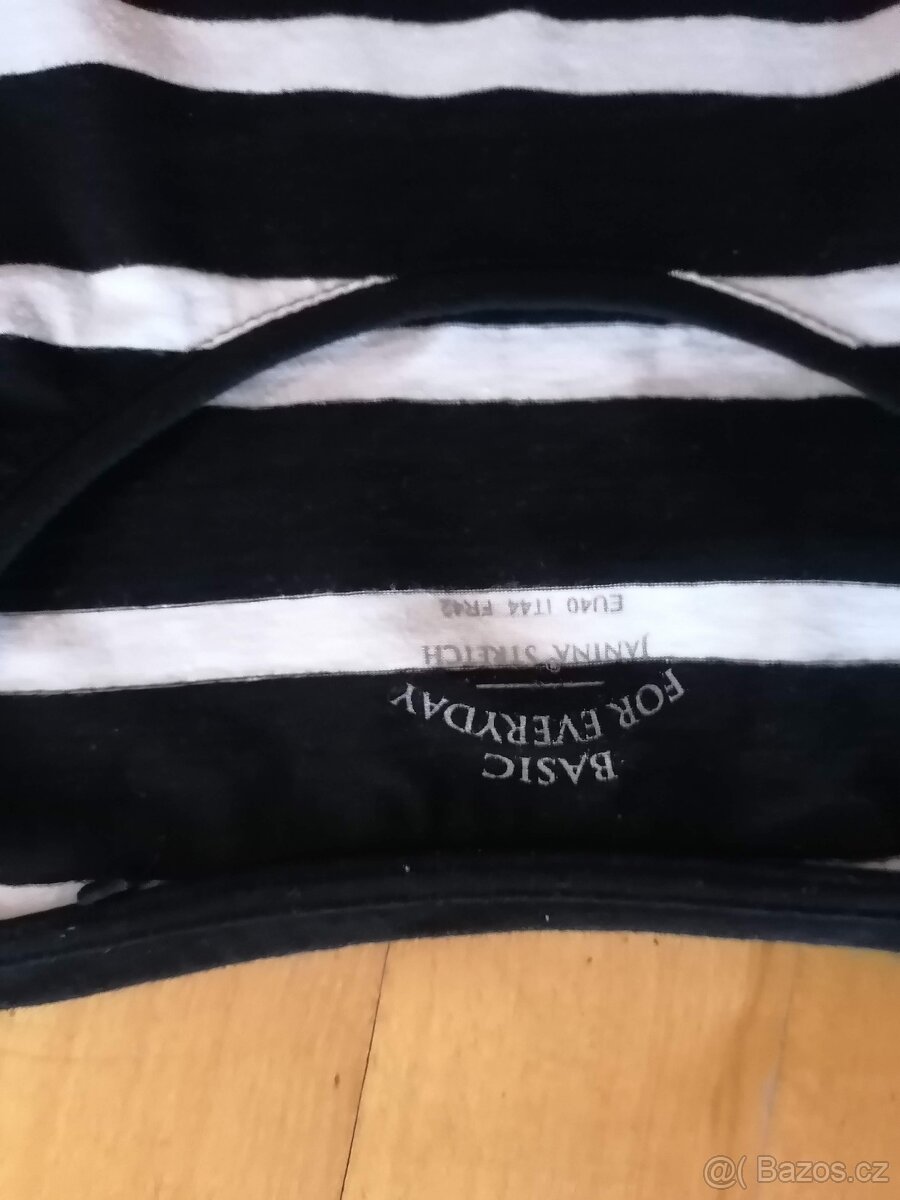 BASIC
FOR EVERYDAY
JANINA® STRETCH
EU40 IT44 FR42
@( Bazos.cz